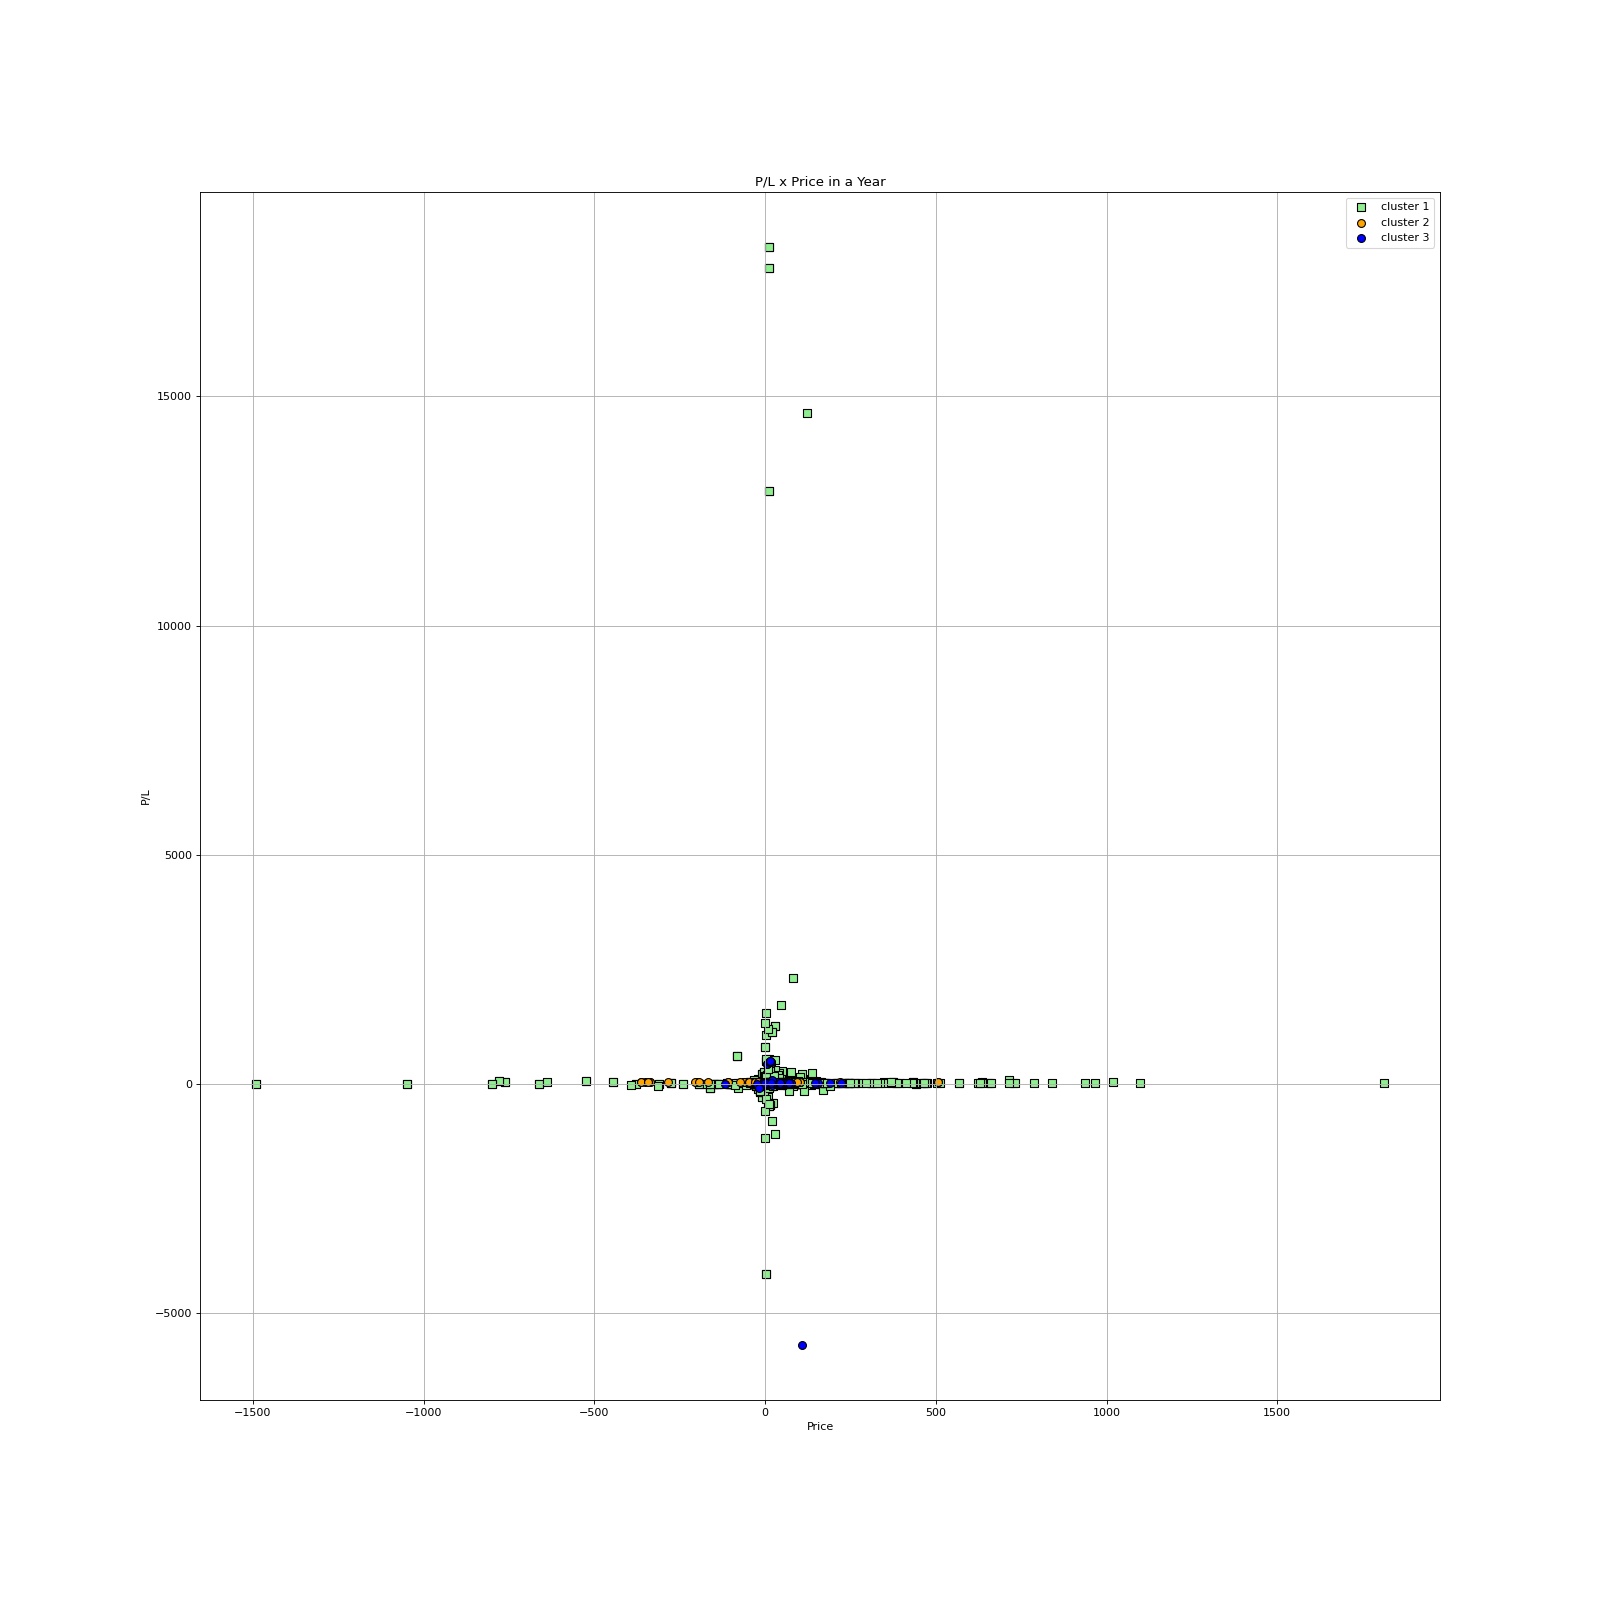 P/L x Price in a Year
cluster 1
cluster 2
cluster 3
15000
10000
5000
0
−5000
P/L
−1500
−1000
−500
0
500
1000
1500
Price